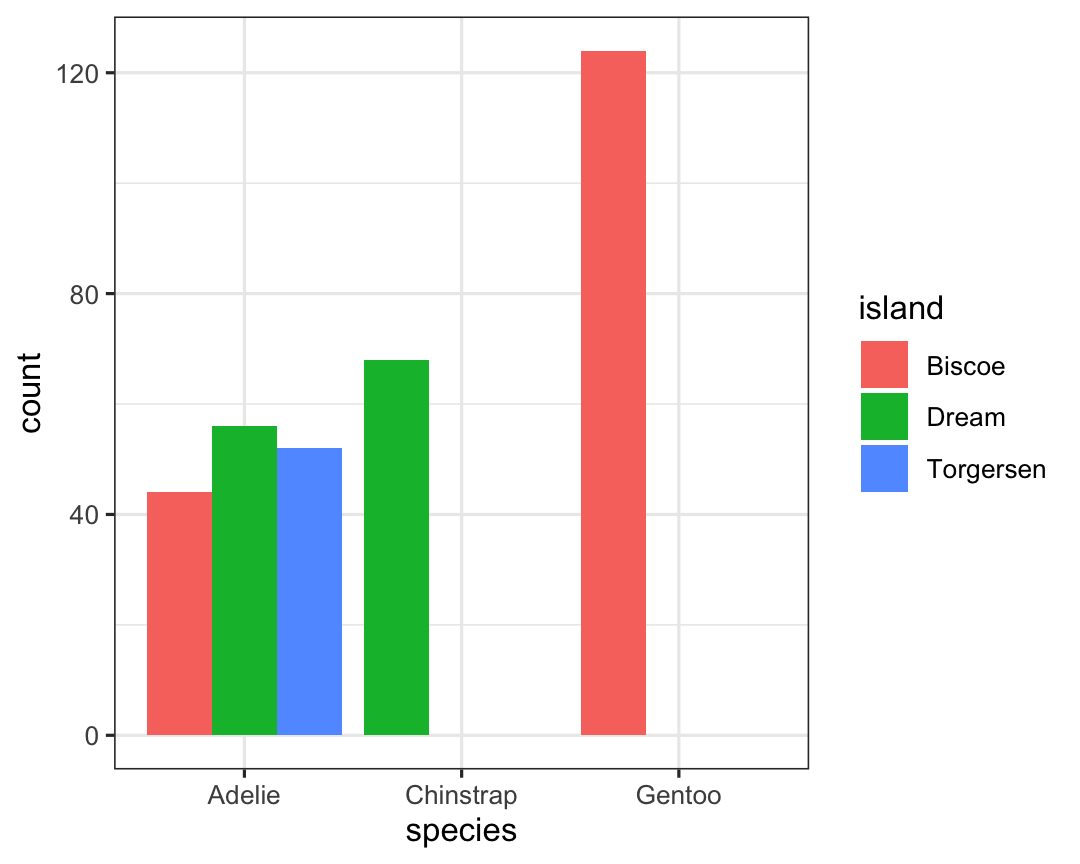 120
80
40
0
count
Adelie Chinstrap Gentoo
species
island
Biscoe
Dream
Torgersen